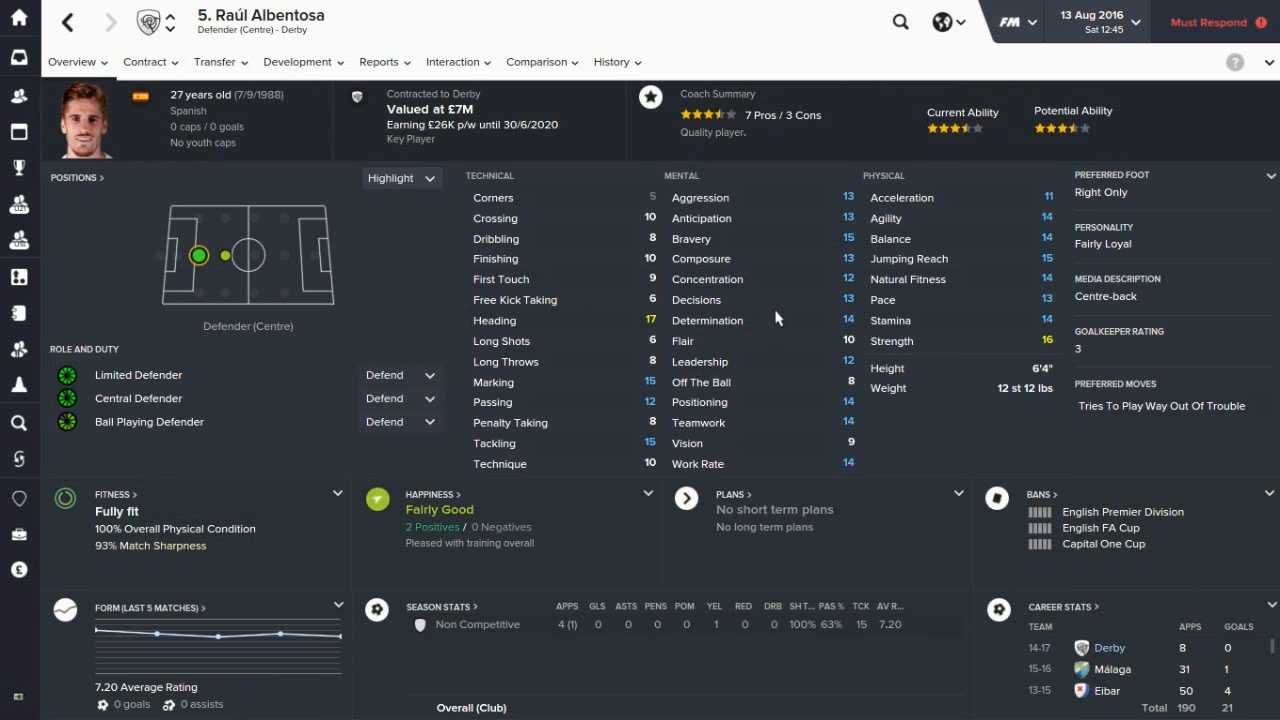 5. Raúl Albentosa
Defender (Centre) - Derby
FM
13 Aug 2016
Sat 12:45
Must Respond
Overview Contract Transfer Development Reports Interaction Comparison History
27 years old (7/9/1988)
Spanish
0 caps / 0 goals
No youth caps
Contracted to Derby
Valued at £7M
Earning £26K p/w until 30/6/2020
Key Player
Coach Summary
7 Pros / 3 Cons
Quality player.
Current Ability
Potential Ability
POSITIONS >
Highlight
Defender (Centre)
ROLE AND DUTY
Limited Defender Defend
Central Defender Defend
Ball Playing Defender Defend
TECHNICAL
Corners 5
Crossing 10
Dribbling 8
Finishing 10
First Touch 9
Free Kick Taking 6
Heading 17
Long Shots 6
Long Throws 8
Marking 15
Passing 12
Penalty Taking 8
Tackling 15
Technique 10
MENTAL
Aggression 13
Anticipation 13
Bravery 15
Composure 13
Concentration 12
Decisions 13
Determination 14
Flair 10
Leadership 12
Off The Ball 8
Positioning 14
Teamwork 14
Vision 9
Work Rate 14
PHYSICAL
Acceleration 11
Agility 14
Balance 14
Jumping Reach 15
Natural Fitness 14
Pace 13
Stamina 14
Strength 16
Height 6'4"
Weight 12 st 12 lbs
PREFERRED FOOT
Right Only
PERSONALITY
Fairly Loyal
MEDIA DESCRIPTION
Centre-back
GOALKEEPER RATING
3
PREFERRED MOVES
Tries To Play Way Out Of Trouble
FITNESS >
Fully fit
100% Overall Physical Condition
93% Match Sharpness
HAPPINESS >
Fairly Good
2 Positives / 0 Negatives
Pleased with training overall
PLANS >
No short term plans
No long term plans
BANS >
English Premier Division
English FA Cup
Capital One Cup
FORM (LAST 5 MATCHES) >
7.20 Average Rating
0 goals 0 assists
SEASON STATS > APPS GLS ASTS PENS POM YEL RED DRB SH T... PAS % TCK AV R...
Non Competitive 4 (1) 0 0 0 0 1 0 0 100% 63% 15 7.20
Overall (Club)
CAREER STATS >
TEAM APPS GOALS
14-17 Derby 8 0
15-16 Málaga 31 1
13-15 Eibar 50 4
Total 190 21